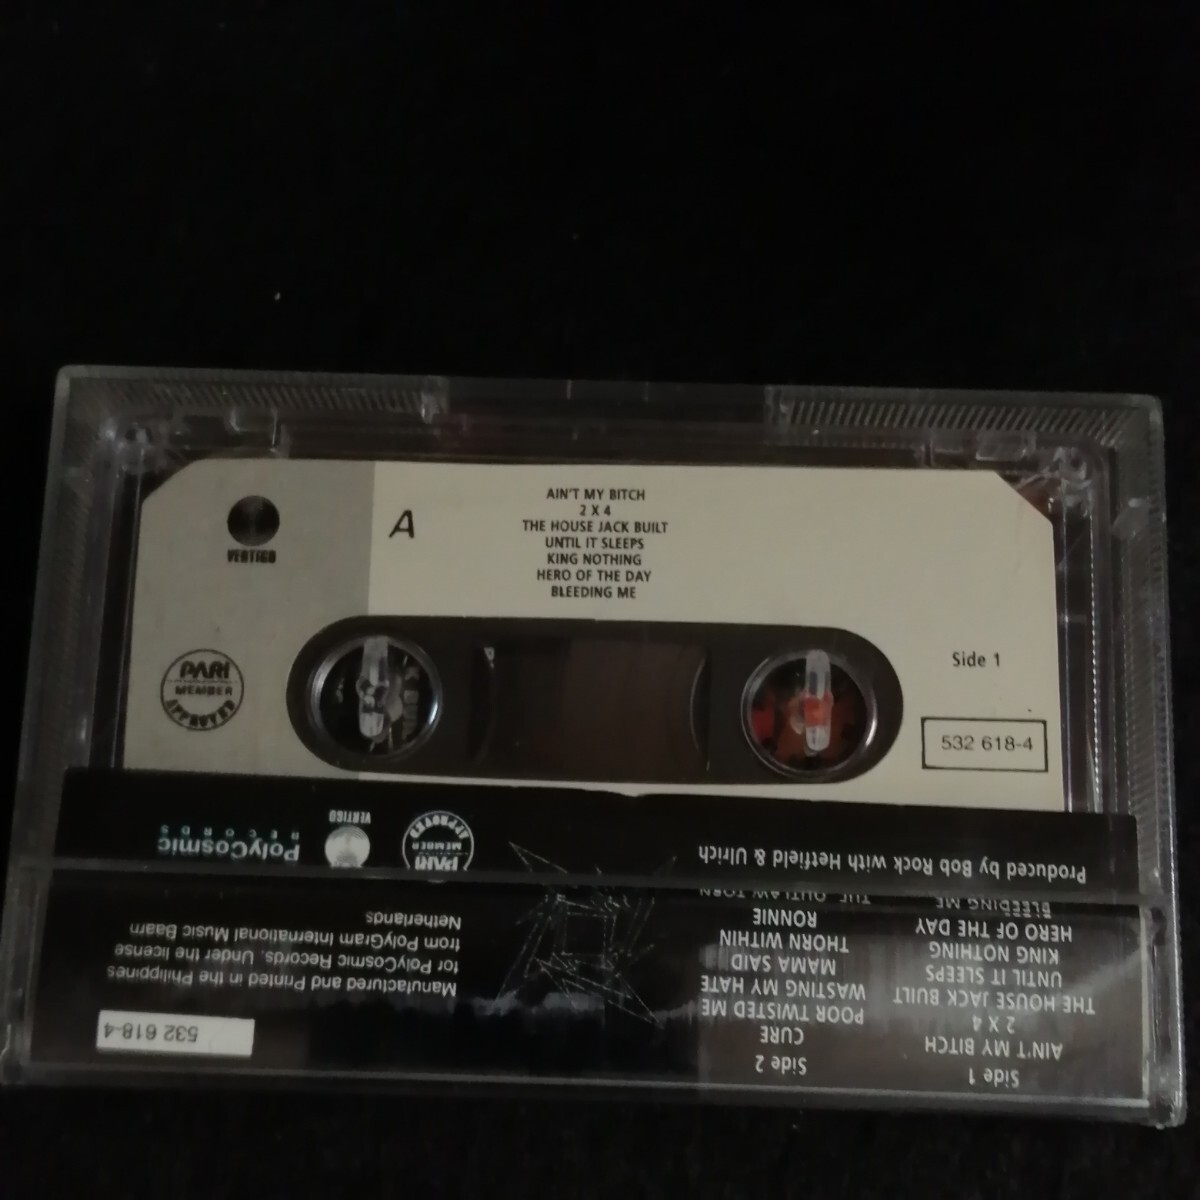 VERTIGO
A
AIN'T MY BITCH
2 X 4
THE HOUSE JACK BUILT
UNTIL IT SLEEPS
KING NOTHING
HERO OF THE DAY
BLEEDING ME
PARI
MEMBER
APPROVED
Side 1
532 618-4
Side 1
AIN'T MY BITCH
2 X 4
THE HOUSE JACK BUILT
UNTIL IT SLEEPS
KING NOTHING
HERO OF THE DAY
BLEEDING ME
Side 2
CURE
POOR TWISTED ME
WASTING MY HATE
MAMA SAID
THORN WITHIN
RONNIE
THE OUTLAW TORN
Produced by Bob Rock with Hetfield & Ulrich
532 618-4
Manufactured and Printed in the Philippines
for PolyCosmic Records. Under the license
from PolyGram International Music Baarn
Netherlands
PARI
MEMBER
APPROVED
VERTIGO
PolyCosmic
RECORDS